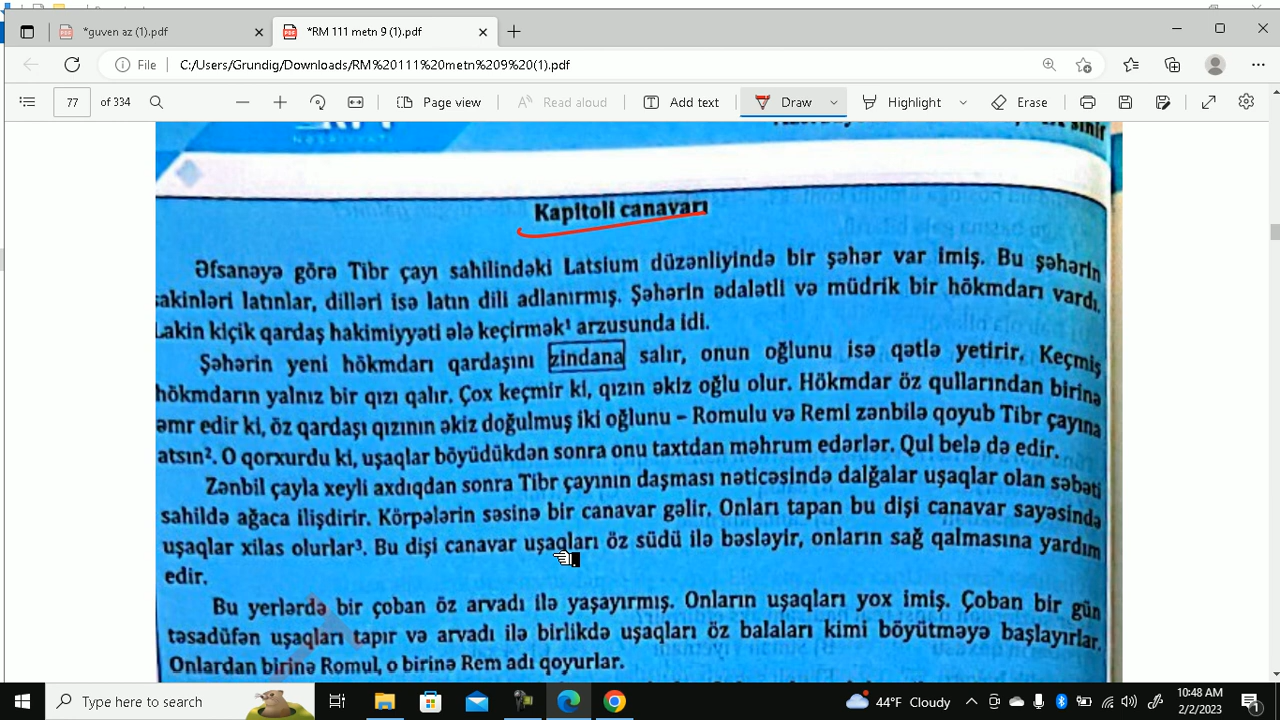 *guven az (1).pdf
*RM 111 metn 9 (1).pdf
File C:/Users/Grundig/Downloads/RM%20111%20metn%209%20(1).pdf
77 of 334 Page view Read aloud Add text Draw Highlight Erase
sinif
Kapitoli canavarı
Əfsanəyə görə Tibr çayı sahilindəki Latsium düzənliyində bir şəhər var imiş. Bu şəhərin
sakinləri latınlar, dilləri isə latın dili adlanırmış. Şəhərin ədalətli və müdrik bir hökmdarı vardı.
Lakin kiçik qardaş hakimiyyəti ələ keçirmək¹ arzusunda idi.
Şəhərin yeni hökmdarı qardaşını zindana salır, onun oğlunu isə qətlə yetirir. Keçmiş
hökmdarın yalnız bir qızı qalır. Çox keçmir ki, qızın əkiz oğlu olur. Hökmdar öz qullarından birinə
əmr edir ki, öz qardaşı qızının əkiz doğulmuş iki oğlunu – Romulu və Remi zənbilə qoyub Tibr çayına
atsın². O qorxurdu ki, uşaqlar böyüdükdən sonra onu taxtdan məhrum edərlər. Qul belə də edir.
Zənbil çayla xeyli axdıqdan sonra Tibr çayının daşması nəticəsində dalğalar uşaqlar olan səbəti
sahildə ağaca ilişdirir. Körpələrin səsinə bir canavar gəlir. Onları tapan bu dişi canavar sayəsində
uşaqlar xilas olurlar³. Bu dişi canavar uşaqları öz südü ilə bəsləyir, onların sağ qalmasına yardım
edir.
Bu yerlərdə bir çoban öz arvadı ilə yaşayırmış. Onların uşaqları yox imiş. Çoban bir gün
təsadüfən uşaqları tapır və arvadı ilə birlikdə uşaqları öz balaları kimi böyütməyə başlayırlar.
Onlardan birinə Romul, o birinə Rem adı qoyurlar.
Type here to search
44°F Cloudy
10:48 AM
2/2/2023
1